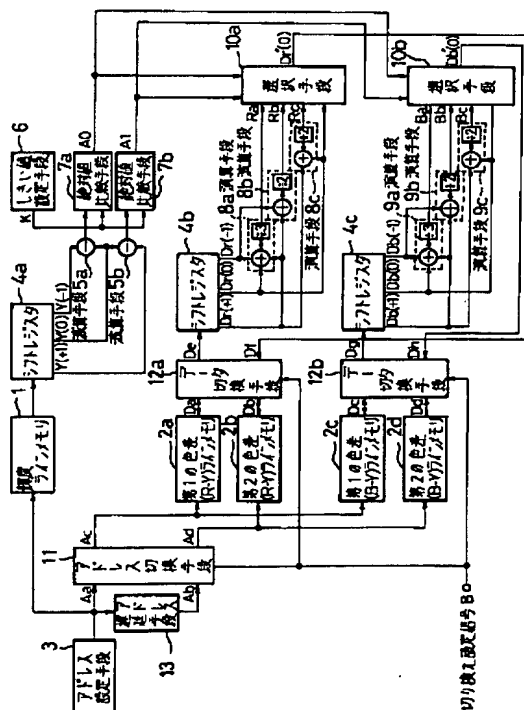 3
アドレス
設定手段
Aa
13
遅延
アドレス
手段
Ab
11
アドレス切換手段
Ac
Ad
1
輝度
ラインメモリ
2a
第1の色差
(R-Y)ラインメモリ
2b
第2の色差
(R-Y)ラインメモリ
2c
第1の色差
(B-Y)ラインメモリ
2d
第2の色差
(B-Y)ラインメモリ
Da
Db
Dc
Dd
12a
データ切換手段
De
Df
12b
データ切換手段
Dg
Dh
切り換え設定信号 Bo
4a
シフトレジスタ
Y(+1)
Y(0)
Y(-1)
演算手段5a
演算手段5b
6
しきい値
設定手段
K
7a
絶対値
比較手段
A0
7b
絶対値
比較手段
A1
4b
シフトレジスタ
Dr(+1)
Dr(0)
Dr(-1)
8a演算手段
8b演算手段
演算手段8c
÷3
÷2
÷2
Ra
Rb
Rc
10a
選択手段
Dr'(0)
4c
シフトレジスタ
Db(+1)
Db(0)
Db(-1)
9a演算手段
9b演算手段
演算手段9c
÷3
÷2
÷2
Ba
Bb
Bc
10b
選択手段
Db'(0)